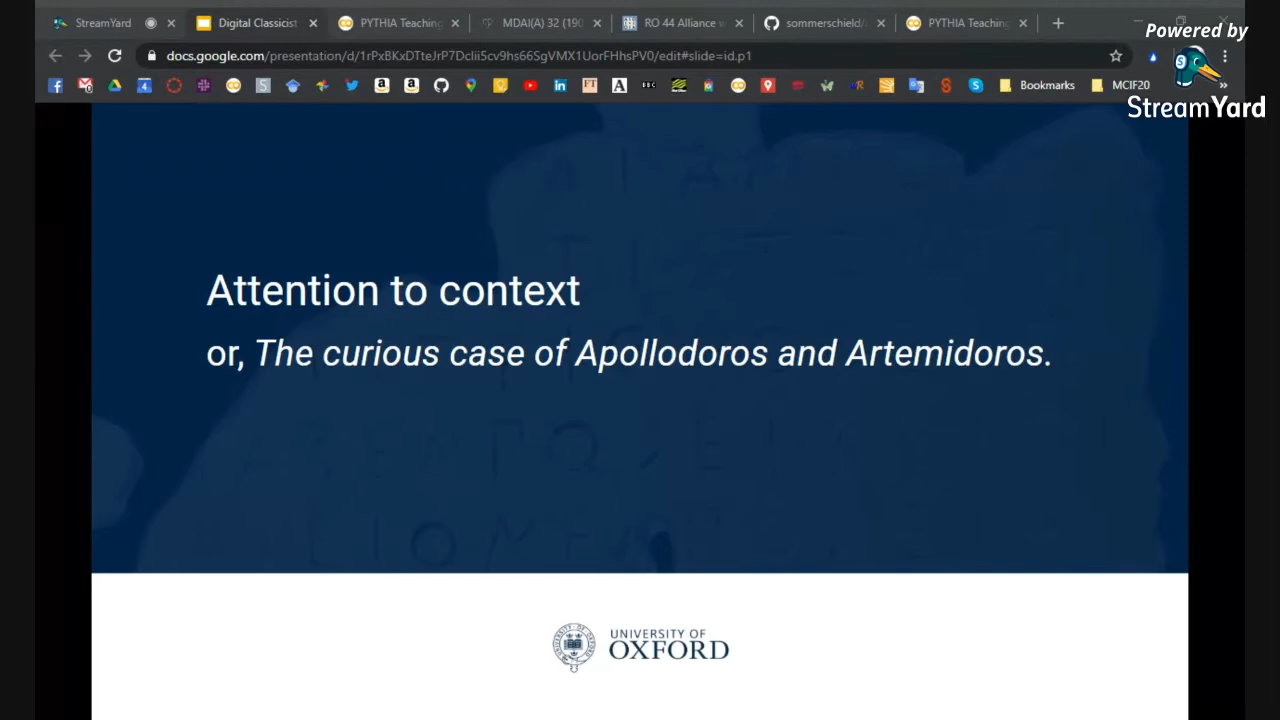 StreamYard
Digital Classicist
PYTHIA Teaching
MDAI(A) 32 (190
RO 44 Alliance w
sommerschield/
PYTHIA Teaching
Powered by
StreamYard
docs.google.com/presentation/d/1rPxBKxDTteJrP7Dclii5cv9hs66SgVMX1UorFHhsPV0/edit#slide=id.p1
Bookmarks
MCIF20
Attention to context
or, The curious case of Apollodoros and Artemidoros.
UNIVERSITY OF
OXFORD